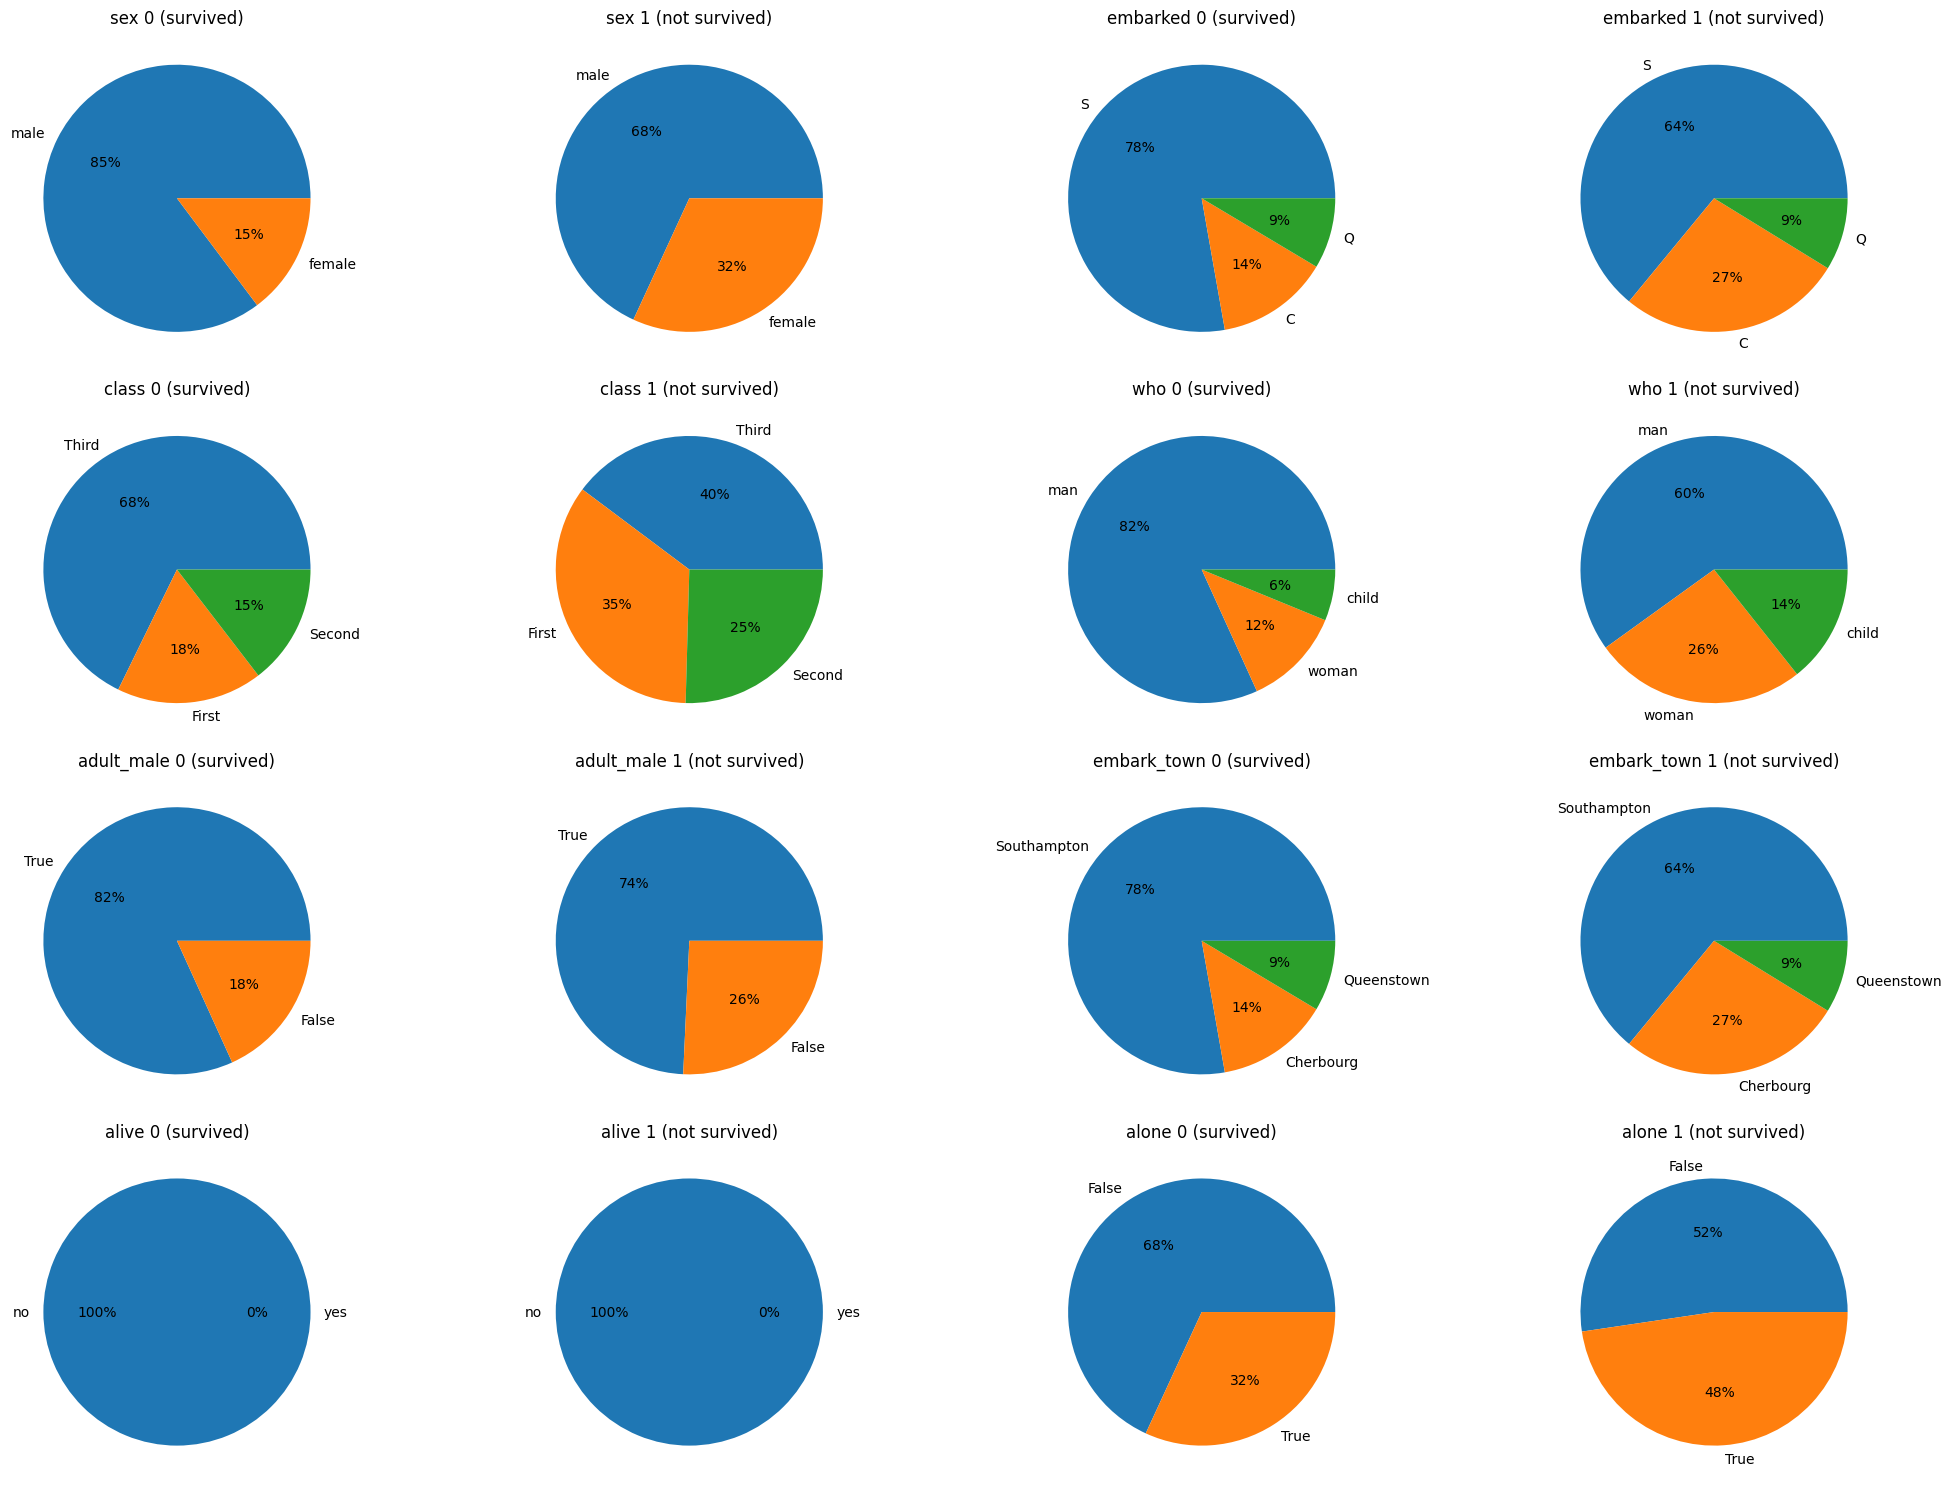 sex 0 (survived)
male
85%
15%
female
sex 1 (not survived)
male
68%
32%
female
embarked 0 (survived)
S
78%
9%
Q
14%
C
embarked 1 (not survived)
S
64%
9%
Q
27%
C
class 0 (survived)
Third
68%
15%
Second
18%
First
class 1 (not survived)
Third
40%
35%
First
25%
Second
who 0 (survived)
man
82%
6%
child
12%
woman
who 1 (not survived)
man
60%
14%
child
26%
woman
adult_male 0 (survived)
True
82%
18%
False
adult_male 1 (not survived)
True
74%
26%
False
embark_town 0 (survived)
Southampton
78%
9%
Queenstown
14%
Cherbourg
embark_town 1 (not survived)
Southampton
64%
9%
Queenstown
27%
Cherbourg
alive 0 (survived)
no
100%
0%
yes
alive 1 (not survived)
no
100%
0%
yes
alone 0 (survived)
False
68%
32%
True
alone 1 (not survived)
False
52%
48%
True